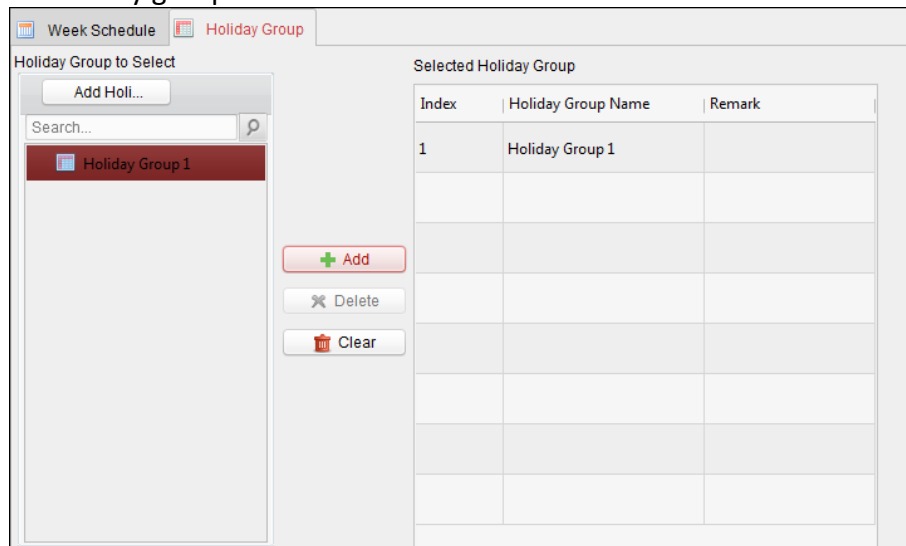 Week Schedule Holiday Group
Holiday Group to Select
Selected Holiday Group
Add Holi...
Index Holiday Group Name Remark
Search...
1 Holiday Group 1
Holiday Group 1
Add
Delete
Clear